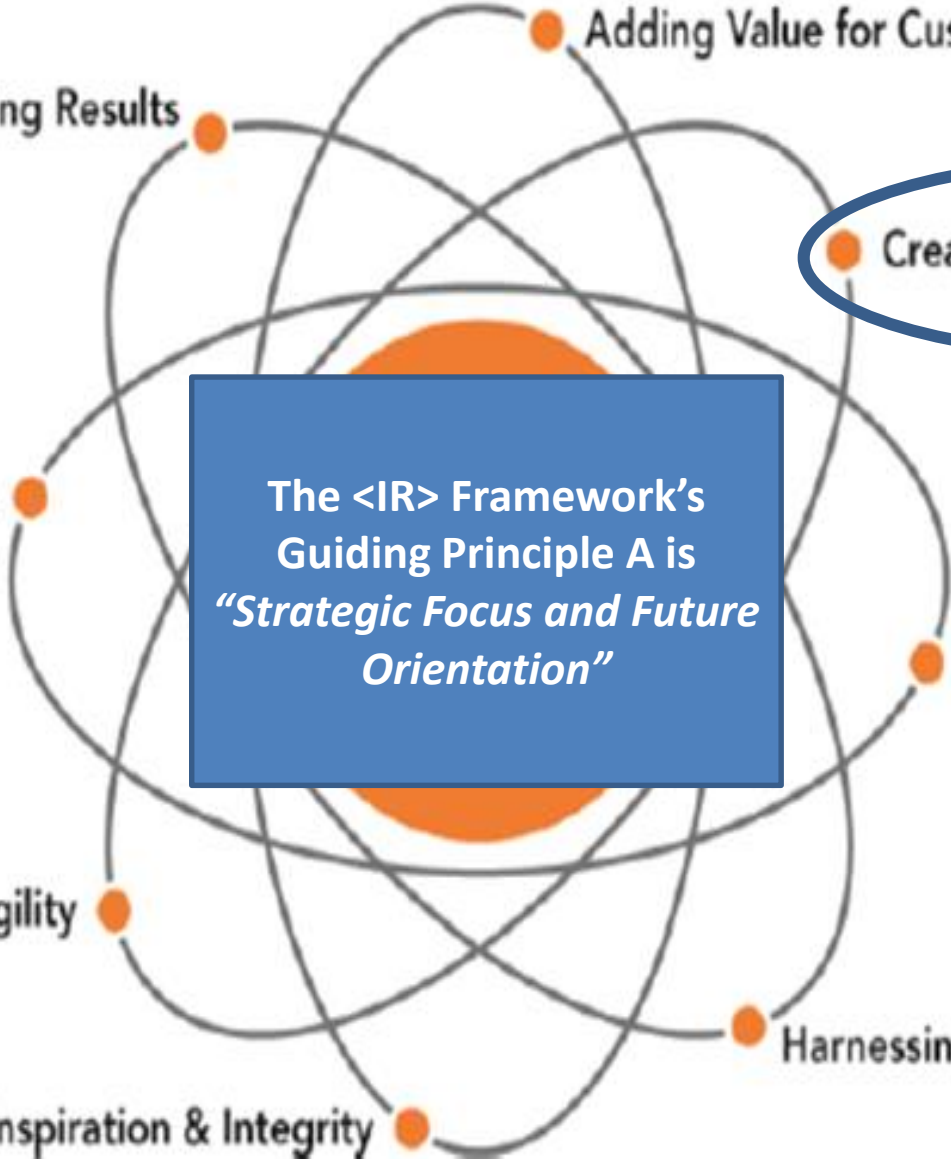 Adding Value for Cus
ng Results
Crea
The <IR> Framework’s
Guiding Principle A is
“Strategic Focus and Future
Orientation”
gility
Harnessin
nspiration & Integrity